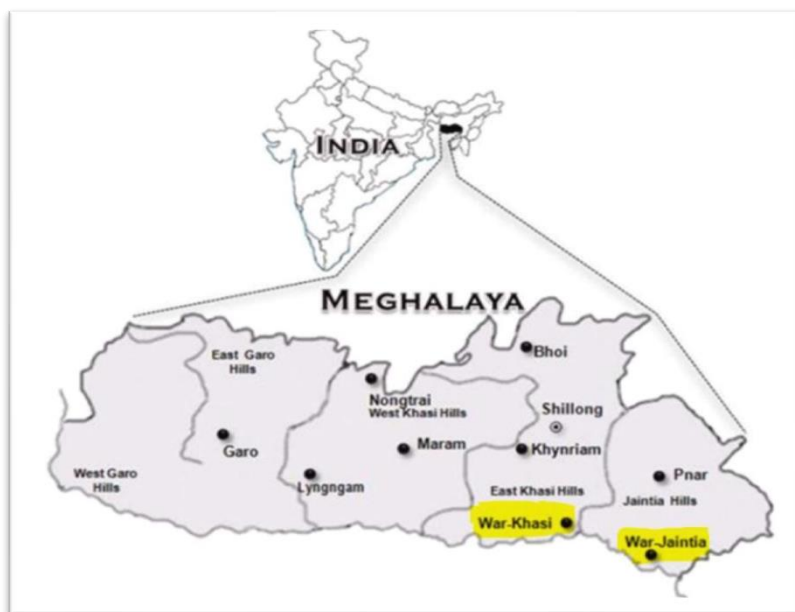 INDIA
MEGHALAYA
Bhoi
East Garo
Hills
Nongtrai
West Khasi Hills
Shillong
Garo
Maram
Khynriam
West Garo
Hills
Lyngngam
Pnar
East Khasi Hills
Jaintia Hills
War-Khasi
War-Jaintia